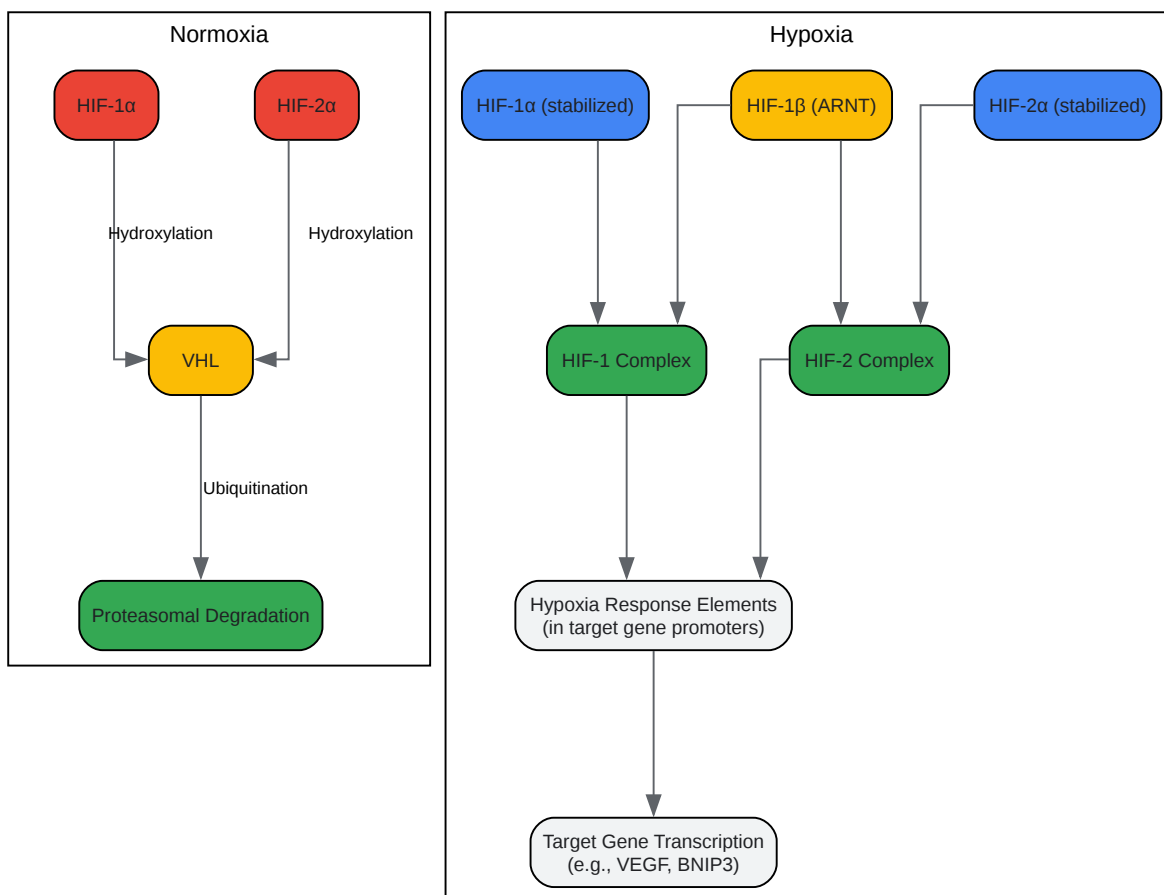 Normoxia
HIF-1α
HIF-2α
Hydroxylation
Hydroxylation
VHL
Ubiquitination
Proteasomal Degradation
Hypoxia
HIF-1α (stabilized)
HIF-1β (ARNT)
HIF-2α (stabilized)
HIF-1 Complex
HIF-2 Complex
Hypoxia Response Elements
(in target gene promoters)
Target Gene Transcription
(e.g., VEGF, BNIP3)